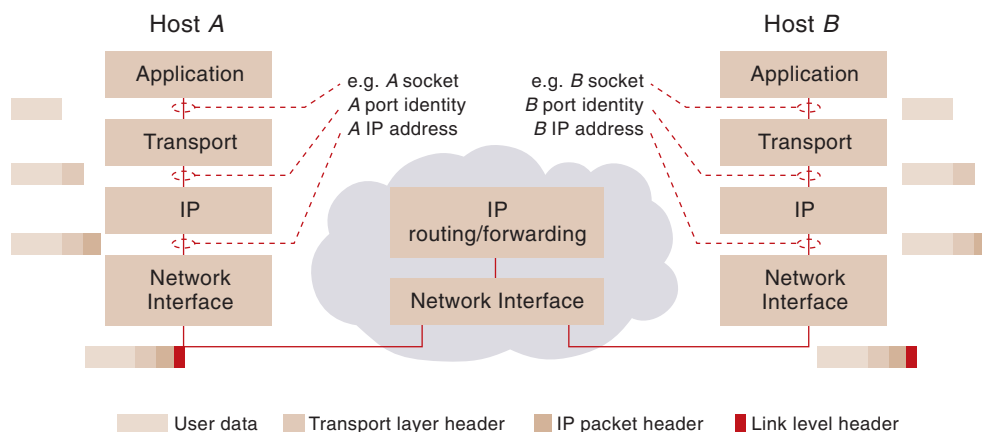 Host A
Host B
Application
e.g. A socket
A port identity
A IP address
e.g. B socket
B port identity
B IP address
Application
Transport
Transport
IP
IP
routing/forwarding
IP
Network
Interface
Network Interface
Network
Interface
User data
Transport layer header
IP packet header
Link level header